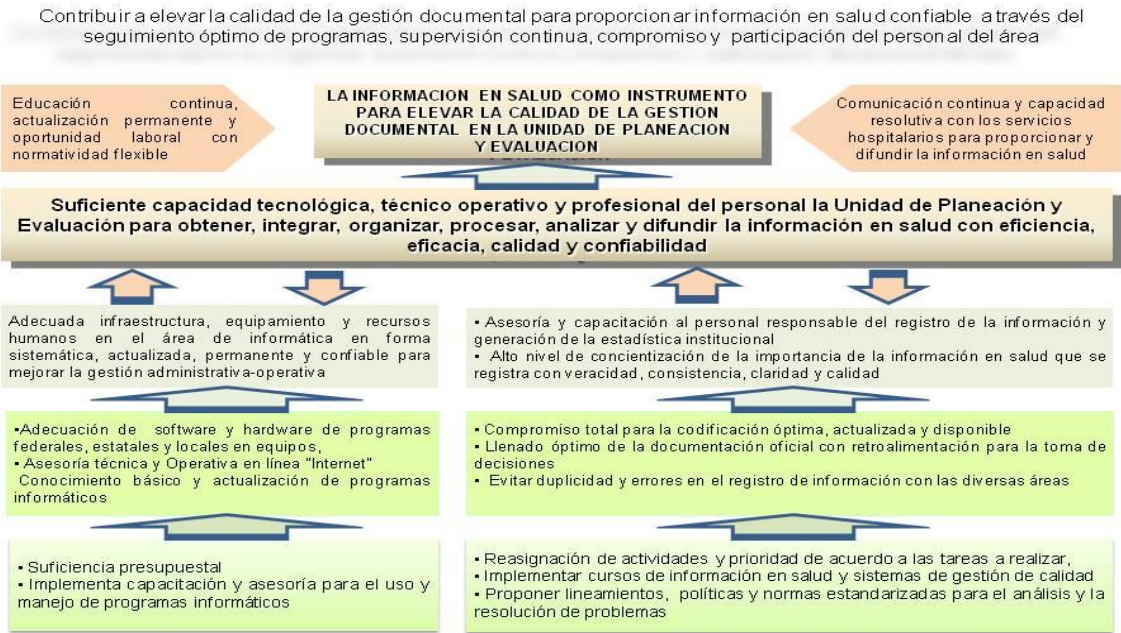 Contribuir a elevar la calidad de la gestión documental para proporcionar información en salud confiable a través del
seguimiento óptimo de programas, supervisión continua, compromiso y participación del personal del área
Educación continua,
actualización permanente y
oportunidad laboral con
normatividad flexible
LA INFORMACION EN SALUD COMO INSTRUMENTO
PARA ELEVAR LA CALIDAD DE LA GESTION
DOCUMENTAL EN LA UNIDAD DE PLANEACION
Y EVALUACION
Comunicación continua y capacidad
resolutiva con los servicios
hospitalarios para proporcionar y
difundir la información en salud
Suficiente capacidad tecnológica, técnico operativo y profesional del personal la Unidad de Planeación y
Evaluación para obtener, integrar, organizar, procesar, analizar y difundir la información en salud con eficiencia,
eficacia, calidad y confiabilidad
Adecuada infraestructura, equipamiento y recursos
humanos en el área de informática en forma
sistemática, actualizada, permanente y confiable para
mejorar la gestión administrativa-operativa
▪ Asesoría y capacitación al personal responsable del registro de la información y
generación de la estadística institucional
▪ Alto nivel de concientización de la importancia de la información en salud que se
registra con veracidad, consistencia, claridad y calidad
▪Adecuación de software y hardware de programas
federales, estatales y locales en equipos,
▪ Asesoría técnica y Operativa en línea "Internet"
Conocimiento básico y actualización de programas
informáticos
▪ Compromiso total para la codificación óptima, actualizada y disponible
▪ Llenado óptimo de la documentación oficial con retroalimentación para la toma de
decisiones
▪ Evitar duplicidad y errores en el registro de información con las diversas áreas
▪ Suficiencia presupuestal
▪ Implementa capacitación y asesoría para el uso y
manejo de programas informáticos
▪ Reasignación de actividades y prioridad de acuerdo a las tareas a realizar,
▪ Implementar cursos de información en salud y sistemas de gestión de calidad
▪ Proponer lineamientos, políticas y normas estandarizadas para el análisis y la
resolución de problemas